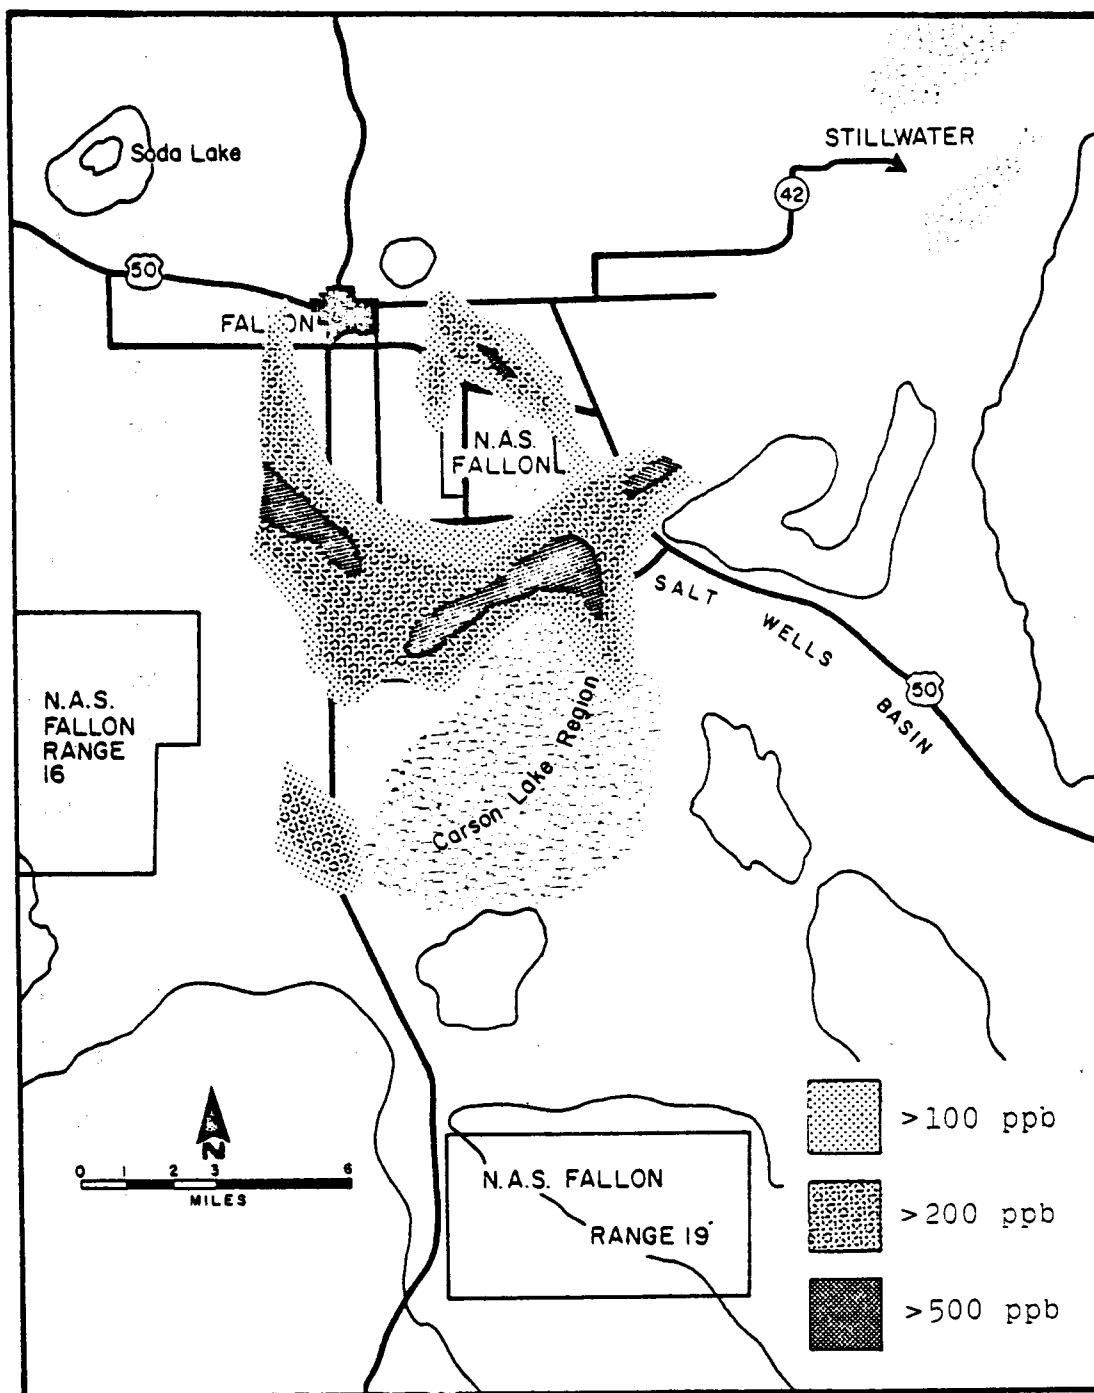 STILLWATER
Soda Lake
42
50
FALLON
N.A.S.
FALLON
SALT WELLS BASIN
50
N.A.S.
FALLON
RANGE
16
Carson Lake Region
N
0 1 2 3 6
MILES
N.A.S. FALLON
RANGE 19
>100 ppb
>200 ppb
>500 ppb